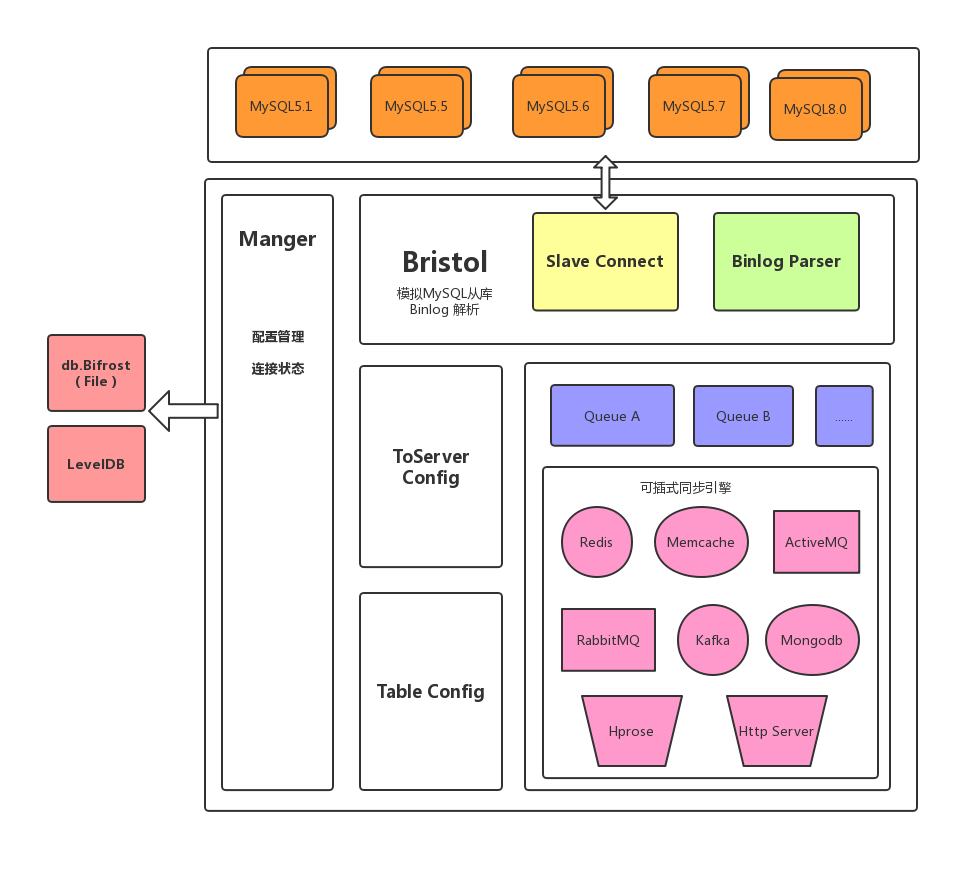 MySQL5.1
MySQL5.5
MySQL5.6
MySQL5.7
MySQL8.0
Manger
配置管理
连接状态
Bristol
模拟MySQL从库
Binlog 解析
Slave Connect
Binlog Parser
db.Bifrost
( File )
LevelDB
ToServer
Config
Table Config
Queue A
Queue B
......
可插式同步引擎
Redis
Memcache
ActiveMQ
RabbitMQ
Kafka
Mongodb
Hprose
Http Server